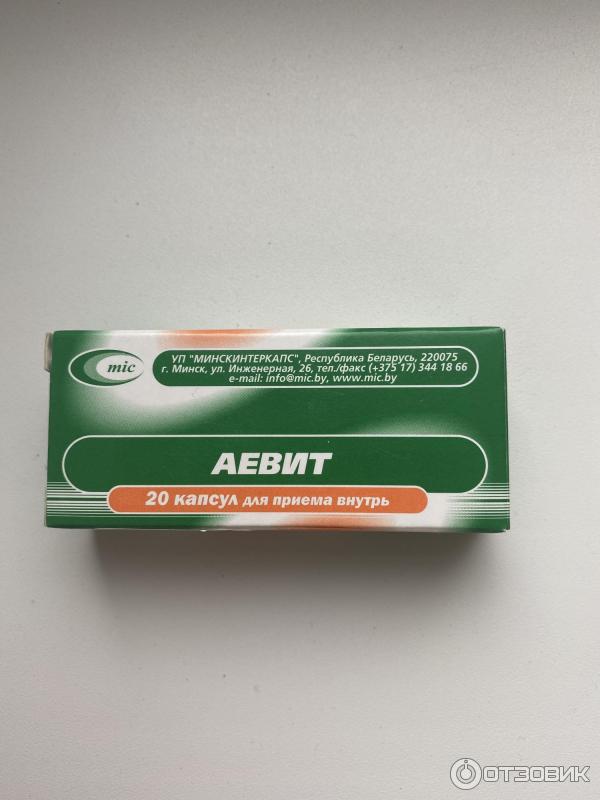 mic
УП "МИНСКИНТЕРКАПС", Республика Беларусь, 220075
г. Минск, ул. Инженерная, 26, тел./факс (+375 17) 344 18 66
e-mail: info@mic.by, www.mic.by
АЕВИТ
20 капсул для приема внутрь
ОТЗОВИК